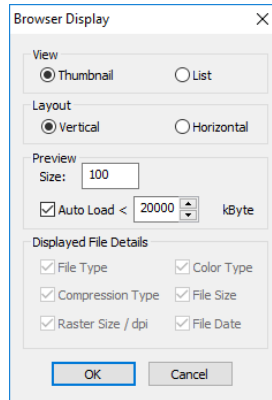 Browser Display
View
Thumbnail List
Layout
Vertical Horizontal
Preview
Size: 100
Auto Load < 20000 kByte
Displayed File Details
File Type Color Type
Compression Type File Size
Raster Size / dpi File Date
OK Cancel